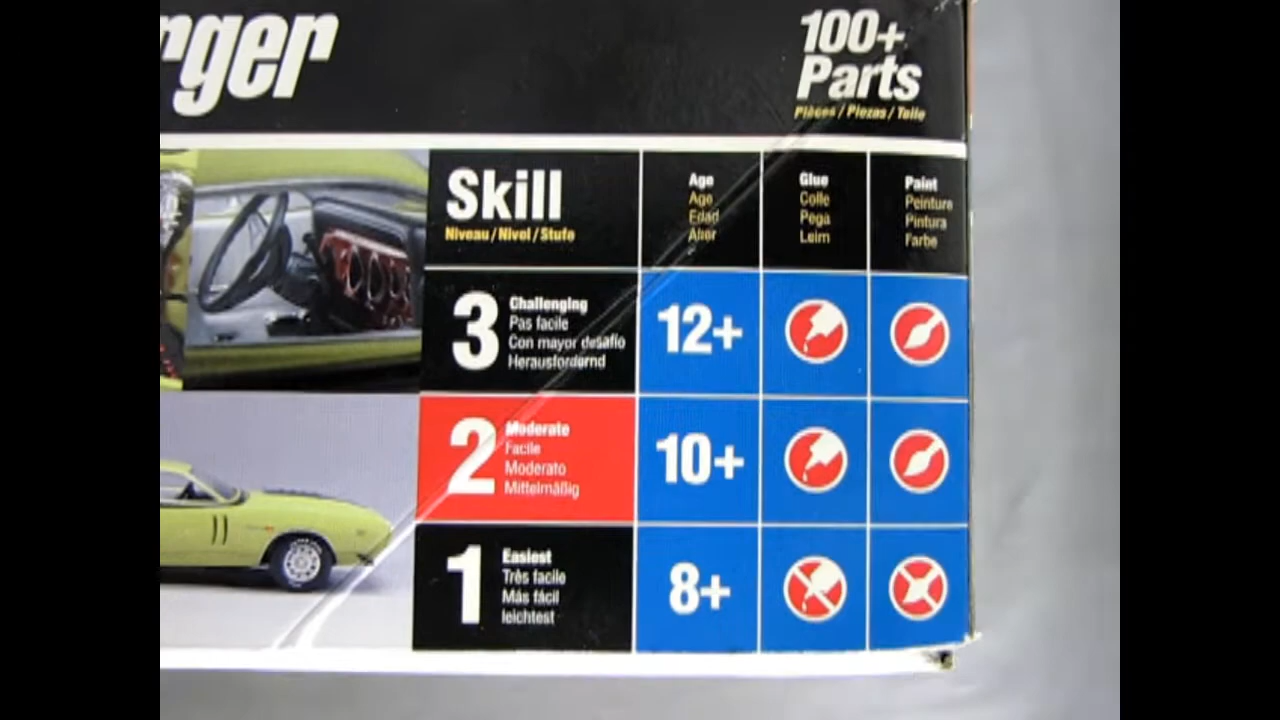 rger
100+
Parts
Pièces / Piezas / Teile
Skill
Niveau / Nivel / Stufe
Age
Age
Edad
Alter
Glue
Colle
Pega
Leim
Paint
Peinture
Pintura
Farbe
3
Challenging
Pas facile
Con mayor desafío
Herausfordernd
12+
2
Moderate
Facile
Moderato
Mittelmäßig
10+
1
Easiest
Très facile
Más fácil
leichtest
8+